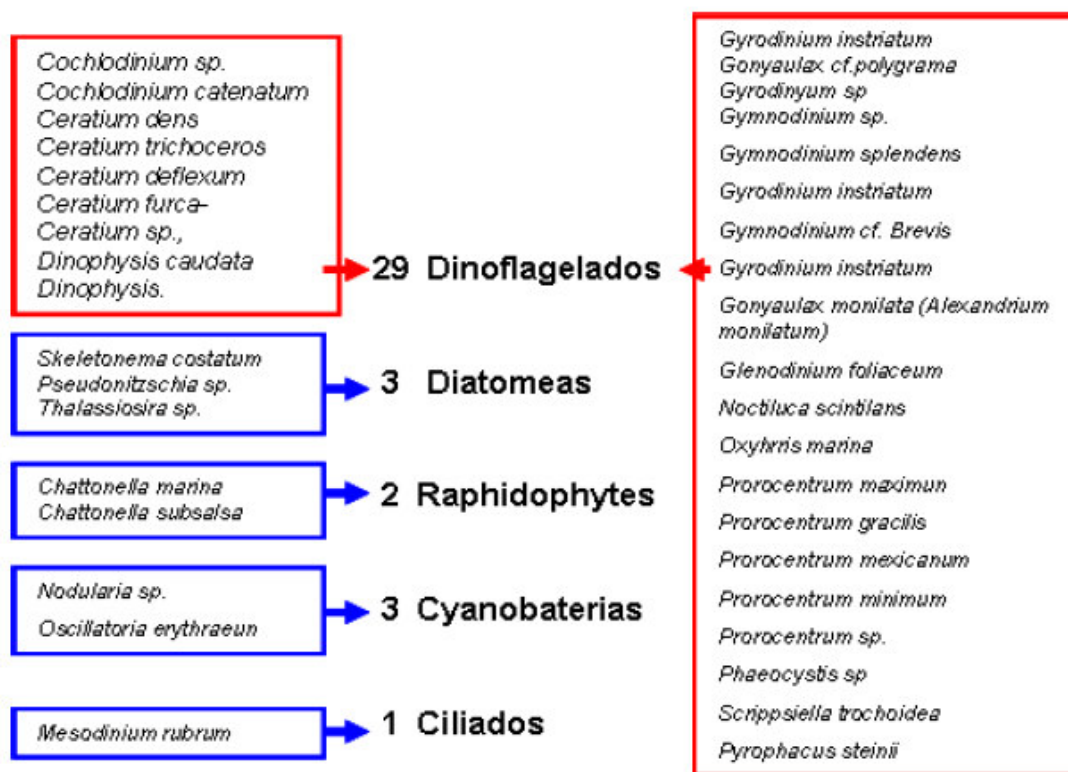 Cochlodinium sp.
Cochlodinium catenatum
Ceratium dens
Ceratium trichoceros
Ceratium deflexum
Ceratium furca-
Ceratium sp.,
Dinophysis caudata
Dinophysis.
29 Dinoflagelados
Skeletonema costatum
Pseudonitzschia sp.
Thalassiosira sp.
3 Diatomeas
Chattonella marina
Chattonella subsalsa
2 Raphidophytes
Nodularia sp.
Oscillatoria erythraeun
3 Cyanobaterias
Mesodinium rubrum
1 Ciliados
Gyrodinium instriatum
Gonyaulax cf.polygrama
Gyrodinyum sp
Gymnodinium sp.
Gymnodinium splendens
Gyrodinium instriatum
Gymnodinium cf. Brevis
Gyrodinium instriatum
Gonyaulax monilata (Alexandrium
monilatum)
Glenodinium foliaceum
Noctiluca scintilans
Oxyhrris marina
Prorocentrum maximun
Prorocentrum gracilis
Prorocentrum mexicanum
Prorocentrum minimum
Prorocentrum sp.
Phaeocystis sp
Scrippsiella trochoidea
Pyrophacus steinii